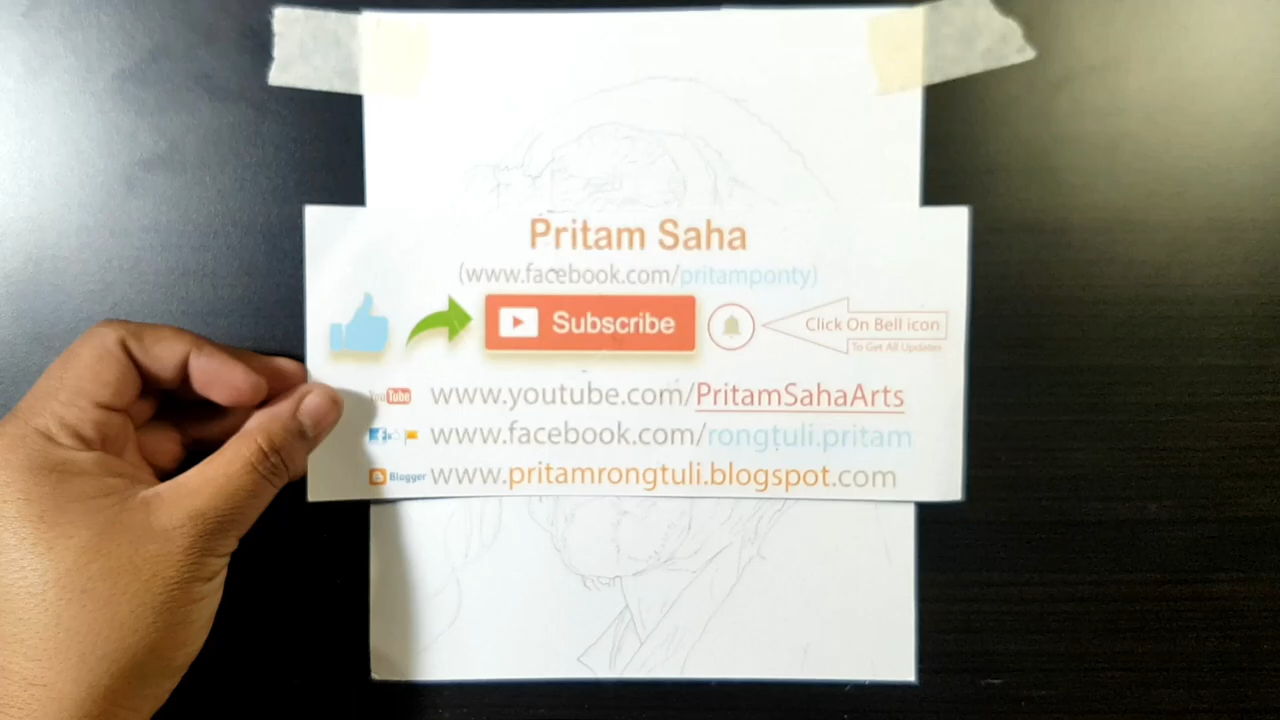 Pritam Saha
(www.facebook.com/pritamponty)
Subscribe
Click On Bell icon
To Get All Updates
YouTube www.youtube.com/PritamSahaArts
www.facebook.com/rongtuli.pritam
Blogger www.pritamrongtuli.blogspot.com